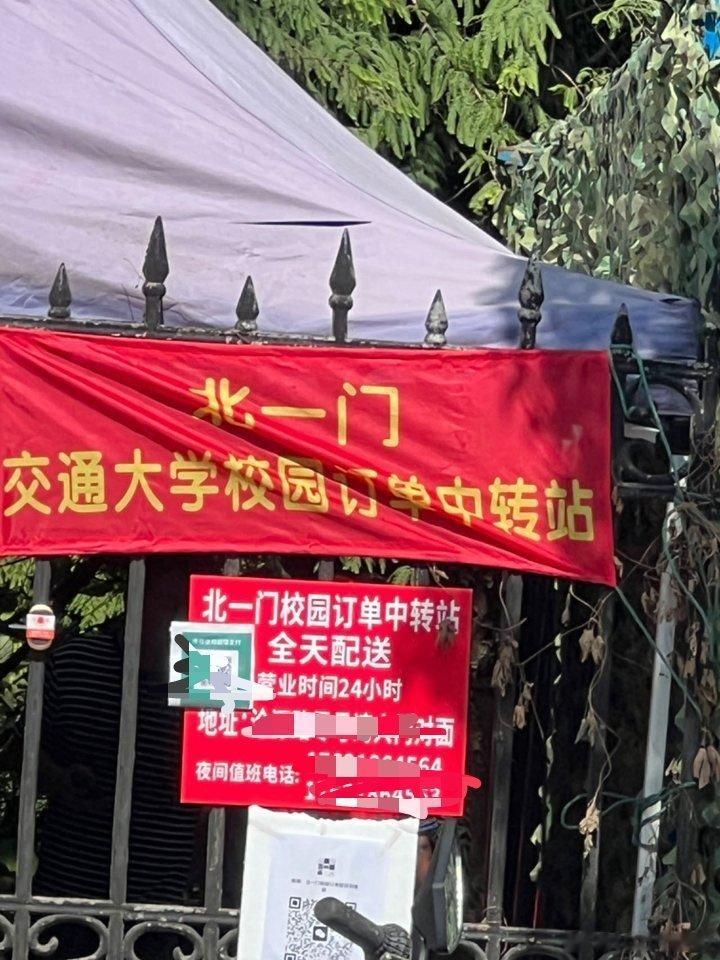 北一门
交通大学校园订单中转站
北一门校园订单中转站
全天配送
营业时间24小时
地址:
对面
夜间值班电话: